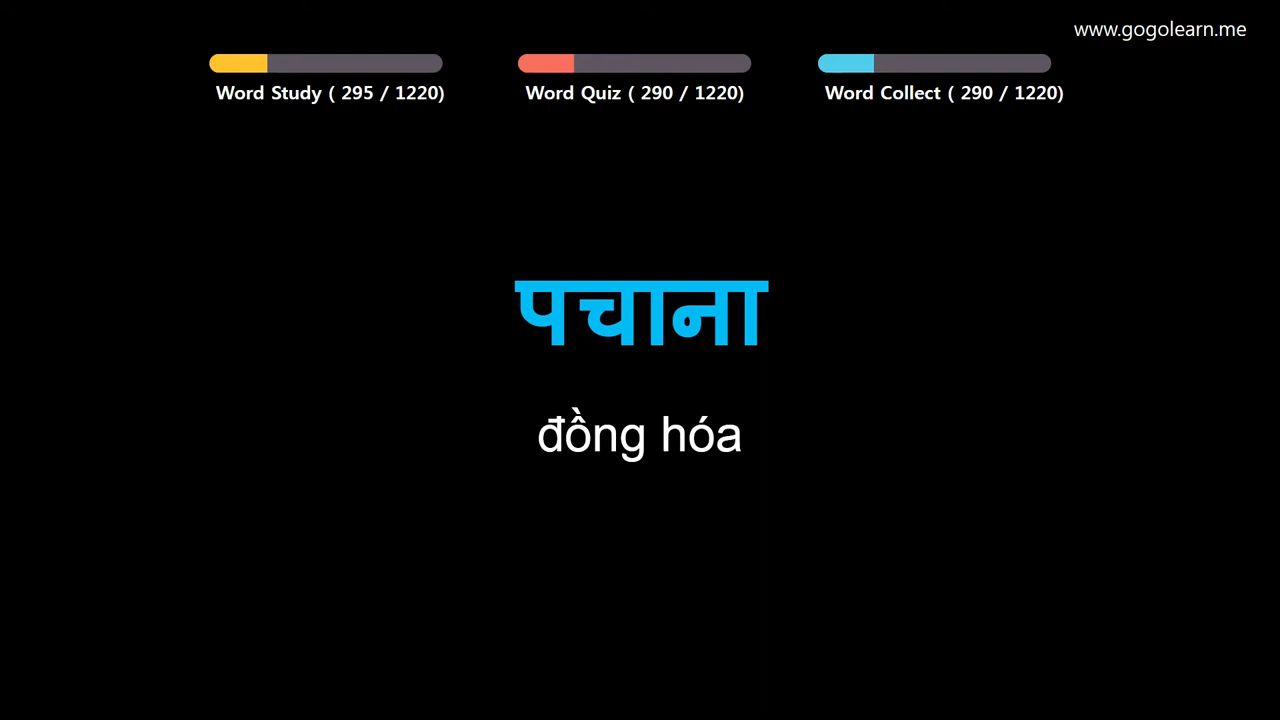 www.gogolearn.me
Word Study ( 295 / 1220)
Word Quiz ( 290 / 1220)
Word Collect ( 290 / 1220)
पचाना
đồng hóa